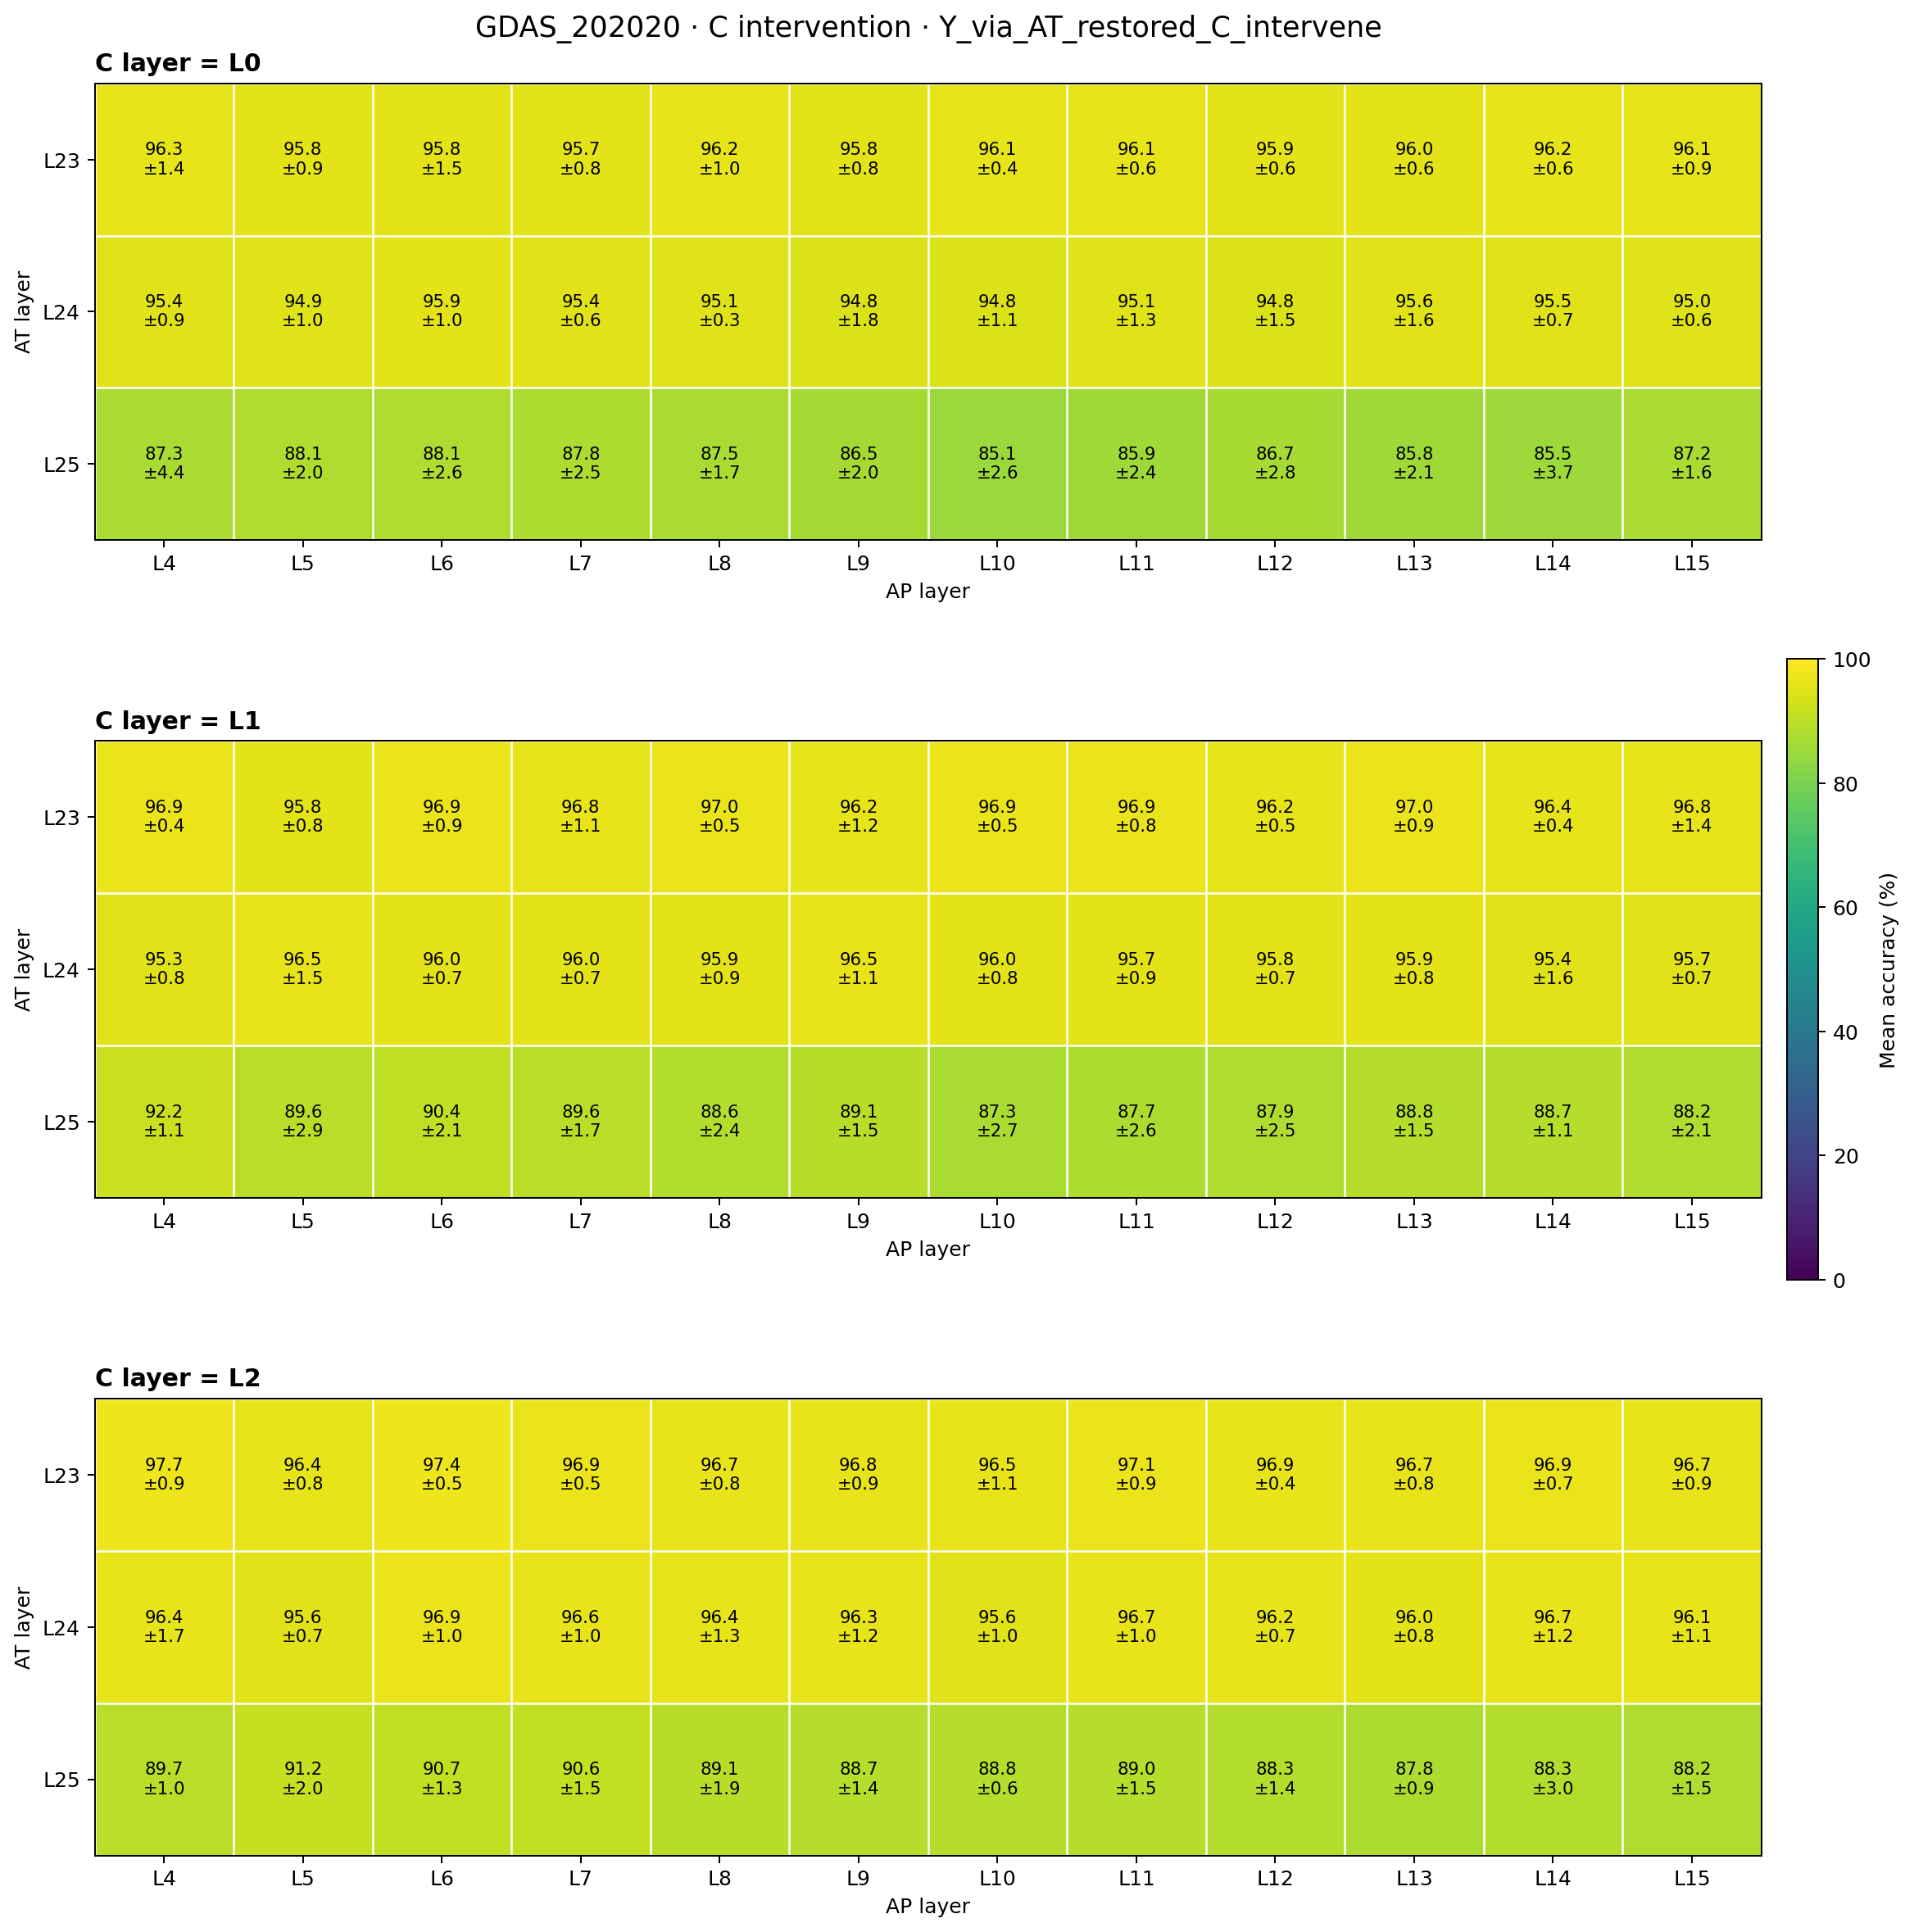 GDAS_202020 · C intervention · Y_via_AT_restored_C_intervene
C layer = L0
AT layer
L23
96.3 95.8 95.8 95.7 96.2 95.8 96.1 96.1 95.9 96.0 96.2 96.1
±1.4 ±0.9 ±1.5 ±0.8 ±1.0 ±0.8 ±0.4 ±0.6 ±0.6 ±0.6 ±0.6 ±0.9
L24
95.4 94.9 95.9 95.4 95.1 94.8 94.8 95.1 94.8 95.6 95.5 95.0
±0.9 ±1.0 ±1.0 ±0.6 ±0.3 ±1.8 ±1.1 ±1.3 ±1.5 ±1.6 ±0.7 ±0.6
L25
87.3 88.1 88.1 87.8 87.5 86.5 85.1 85.9 86.7 85.8 85.5 87.2
±4.4 ±2.0 ±2.6 ±2.5 ±1.7 ±2.0 ±2.6 ±2.4 ±2.8 ±2.1 ±3.7 ±1.6
L4 L5 L6 L7 L8 L9 L10 L11 L12 L13 L14 L15
AP layer
C layer = L1
AT layer
L23
96.9 95.8 96.9 96.8 97.0 96.2 96.9 96.9 96.2 97.0 96.4 96.8
±0.4 ±0.8 ±0.9 ±1.1 ±0.5 ±1.2 ±0.5 ±0.8 ±0.5 ±0.9 ±0.4 ±1.4
L24
95.3 96.5 96.0 96.0 95.9 96.5 96.0 95.7 95.8 95.9 95.4 95.7
±0.8 ±1.5 ±0.7 ±0.7 ±0.9 ±1.1 ±0.8 ±0.9 ±0.7 ±0.8 ±1.6 ±0.7
L25
92.2 89.6 90.4 89.6 88.6 89.1 87.3 87.7 87.9 88.8 88.7 88.2
±1.1 ±2.9 ±2.1 ±1.7 ±2.4 ±1.5 ±2.7 ±2.6 ±2.5 ±1.5 ±1.1 ±2.1
L4 L5 L6 L7 L8 L9 L10 L11 L12 L13 L14 L15
AP layer
100
80
60
40
20
0
Mean accuracy (%)
C layer = L2
AT layer
L23
97.7 96.4 97.4 96.9 96.7 96.8 96.5 97.1 96.9 96.7 96.9 96.7
±0.9 ±0.8 ±0.5 ±0.5 ±0.8 ±0.9 ±1.1 ±0.9 ±0.4 ±0.8 ±0.7 ±0.9
L24
96.4 95.6 96.9 96.6 96.4 96.3 95.6 96.7 96.2 96.0 96.7 96.1
±1.7 ±0.7 ±1.0 ±1.0 ±1.3 ±1.2 ±1.0 ±1.0 ±0.7 ±0.8 ±1.2 ±1.1
L25
89.7 91.2 90.7 90.6 89.1 88.7 88.8 89.0 88.3 87.8 88.3 88.2
±1.0 ±2.0 ±1.3 ±1.5 ±1.9 ±1.4 ±0.6 ±1.5 ±1.4 ±0.9 ±3.0 ±1.5
L4 L5 L6 L7 L8 L9 L10 L11 L12 L13 L14 L15
AP layer